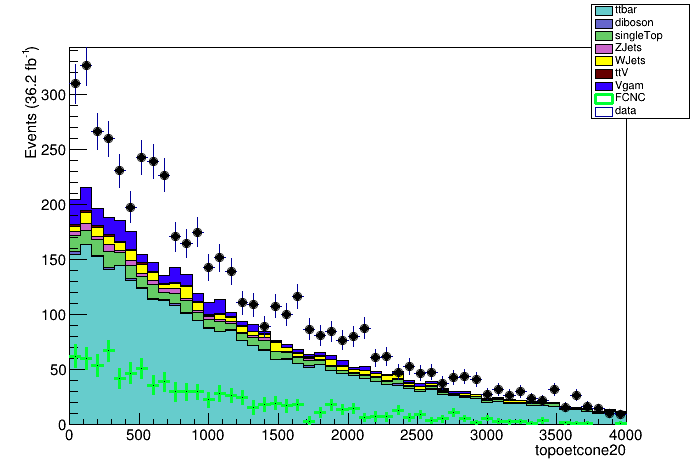 ttbar
diboson
singleTop
ZJets
WJets
ttV
Vgam
FCNC
data
Events (36.2 fb⁻¹)
300
250
200
150
100
50
0
0 500 1000 1500 2000 2500 3000 3500 4000
topoetcone20